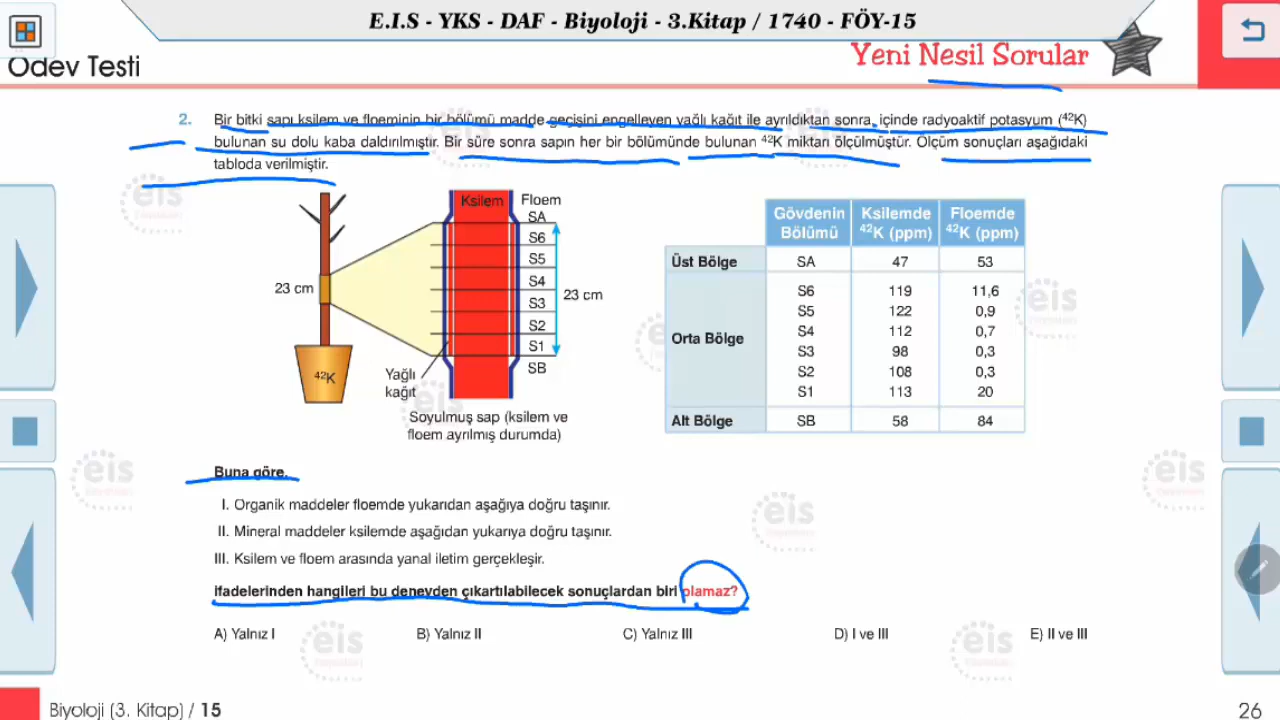 E.I.S - YKS - DAF - Biyoloji - 3.Kitap / 1740 - FÖY-15
Ödev Testi
Yeni Nesil Sorular
2. Bir bitki sapı ksilem ve floeminin bir bölümü madde geçişini engelleyen yağlı kağıt ile ayrıldıktan sonra, içinde radyoaktif potasyum (⁴²K)
bulunan su dolu kaba daldırılmıştır. Bir süre sonra sapın her bir bölümünde bulunan ⁴²K miktarı ölçülmüştür. Ölçüm sonuçları aşağıdaki
tabloda verilmiştir.
Ksilem Floem
SA
S6
S5
S4
S3
S2
S1
SB
23 cm
23 cm
⁴²K
Yağlı
kağıt
Soyulmuş sap (ksilem ve
floem ayrılmış durumda)
Gövdenin Bölümü Ksilemde ⁴²K (ppm) Floemde ⁴²K (ppm)
Üst Bölge SA 47 53
S6 119 11,6
S5 122 0,9
S4 112 0,7
Orta Bölge
S3 98 0,3
S2 108 0,3
S1 113 20
Alt Bölge SB 58 84
Buna göre,
I. Organik maddeler floemde yukarıdan aşağıya doğru taşınır.
II. Mineral maddeler ksilemde aşağıdan yukarıya doğru taşınır.
III. Ksilem ve floem arasında yanal iletim gerçekleşir.
ifadelerinden hangileri bu deneyden çıkartılabilecek sonuçlardan biri olamaz?
A) Yalnız I B) Yalnız II C) Yalnız III D) I ve III E) II ve III
Biyoloji (3. Kitap) / 15
26